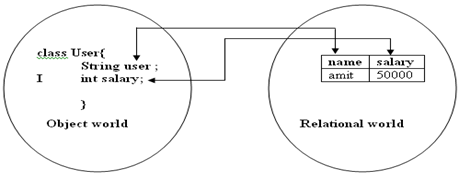 class User{
String user ;
I int salary;
}
Object world
name salary
amit 50000
Relational world